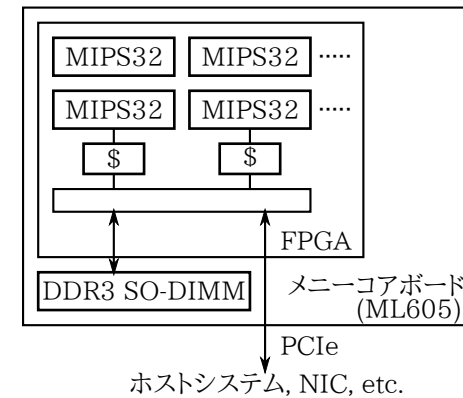 MIPS32 MIPS32 .....
MIPS32 MIPS32 .....
$ $
FPGA
DDR3 SO-DIMM
メニーコアボード
(ML605)
PCIe
ホストシステム, NIC, etc.